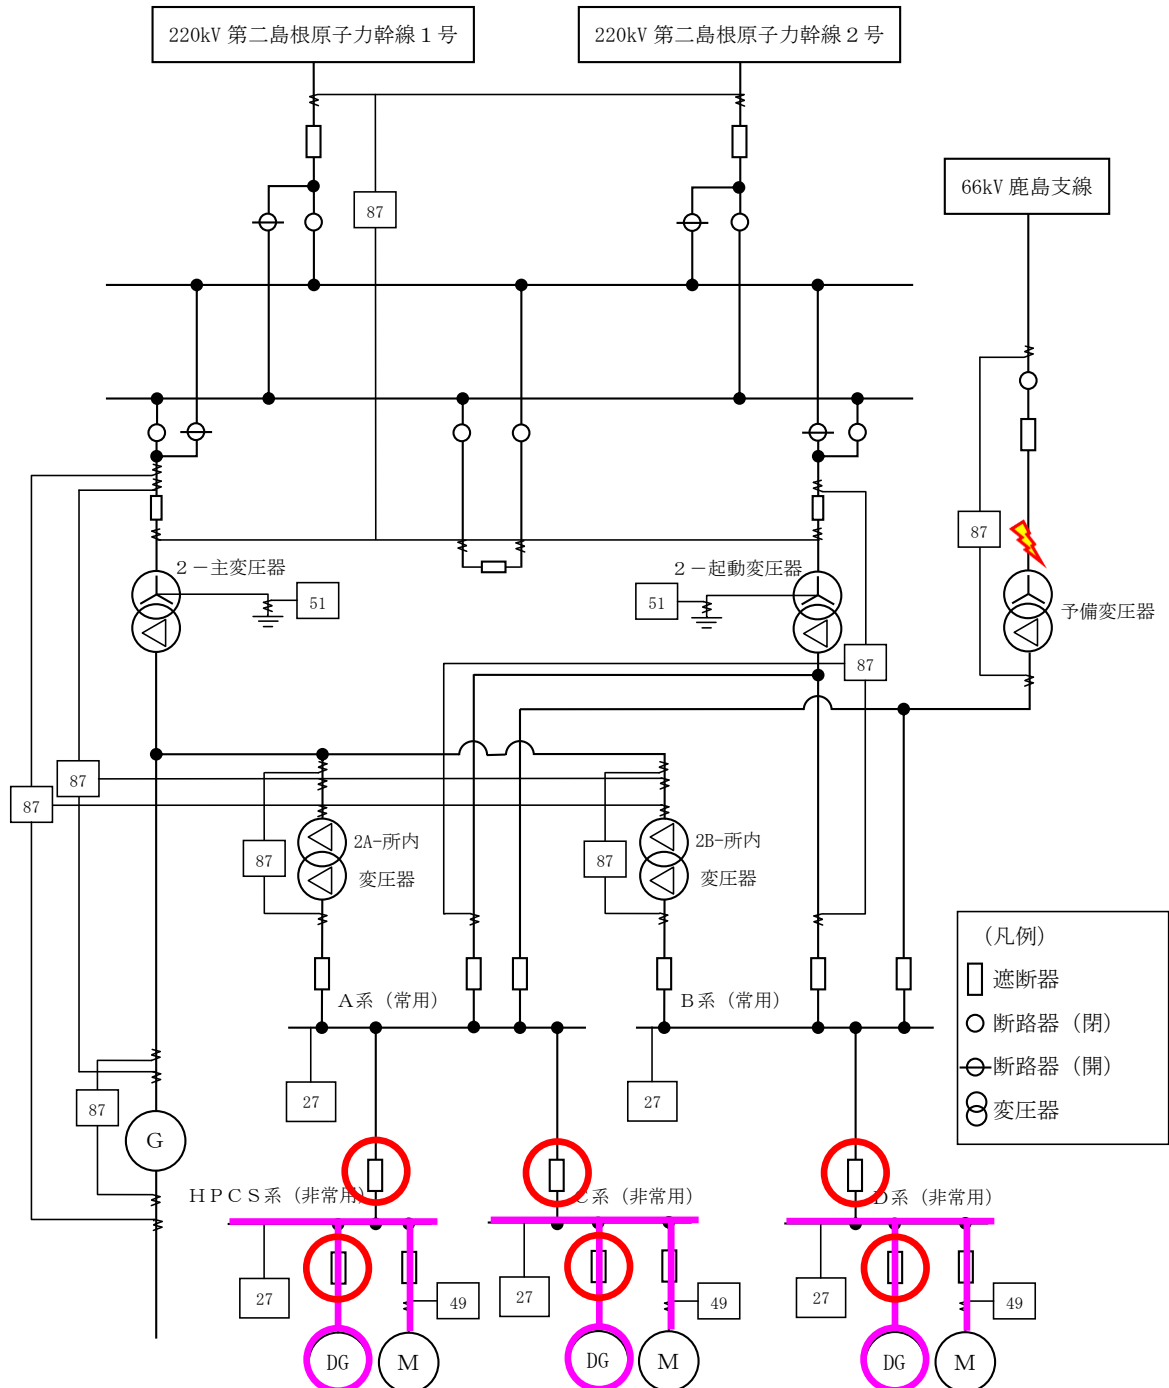 220kV 第二島根原子力幹線１号
220kV 第二島根原子力幹線２号
66kV 鹿島支線
87
87
２－主変圧器
２－起動変圧器
51
51
予備変圧器
87
87
87
2A-所内
変圧器
2B-所内
変圧器
87
87
（凡例）
遮断器
断路器（閉）
断路器（開）
変圧器
Ａ系（常用）
Ｂ系（常用）
27
27
87
G
ＨＰＣＳ系（非常用）
Ｃ系（非常用）
Ｄ系（非常用）
27
49
27
49
27
49
DG
M
DG
M
DG
M